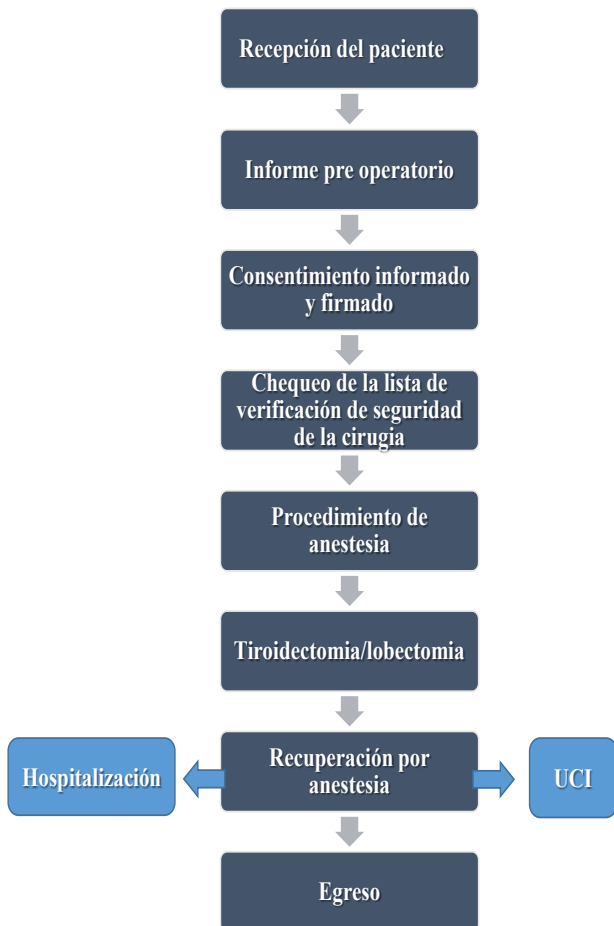 Recepción del paciente
Informe pre operatorio
Consentimiento informado
y firmado
Chequeo de la lista de
verificación de seguridad
de la cirugia
Procedimiento de
anestesia
Tiroidectomia/lobectomia
Hospitalización
Recuperación por
anestesia
UCI
Egreso